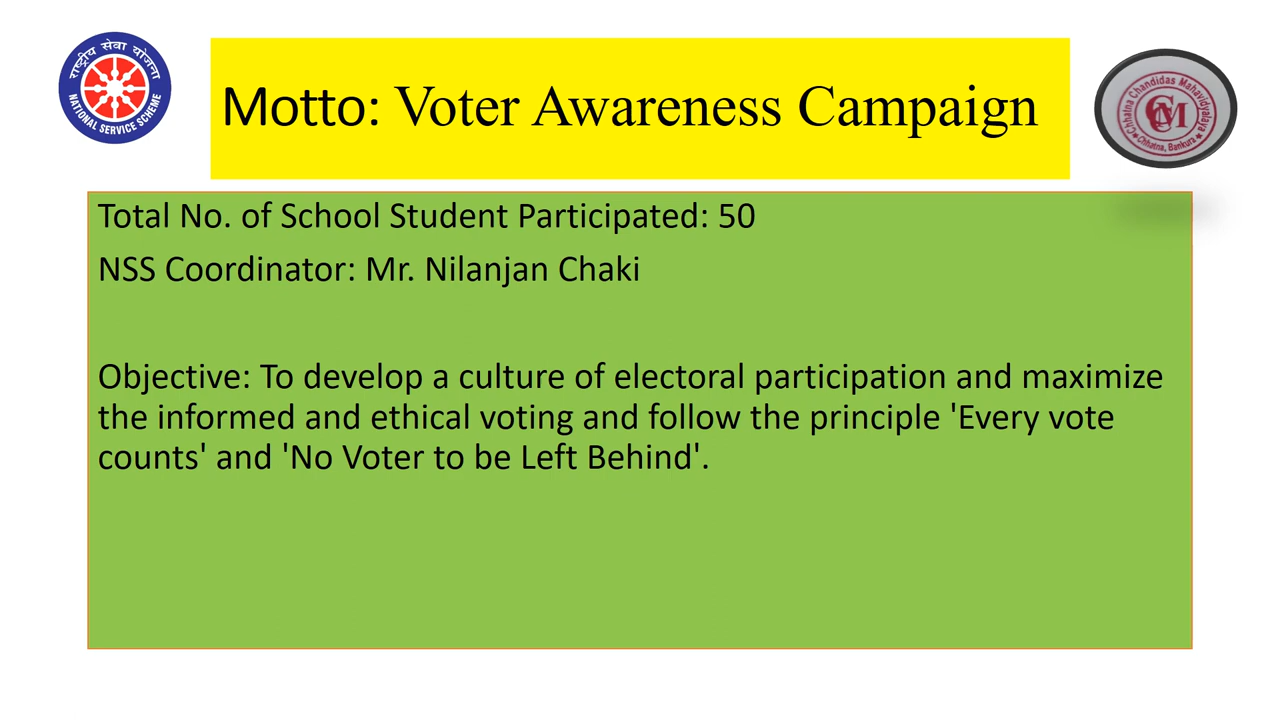 राष्ट्रीय सेवा योजना
NATIONAL SERVICE SCHEME
Motto: Voter Awareness Campaign
Chhatna Chandidas Mahavidyalaya
CCM
Chhatna, Bankura
Total No. of School Student Participated: 50
NSS Coordinator: Mr. Nilanjan Chaki
Objective: To develop a culture of electoral participation and maximize
the informed and ethical voting and follow the principle 'Every vote
counts' and 'No Voter to be Left Behind'.